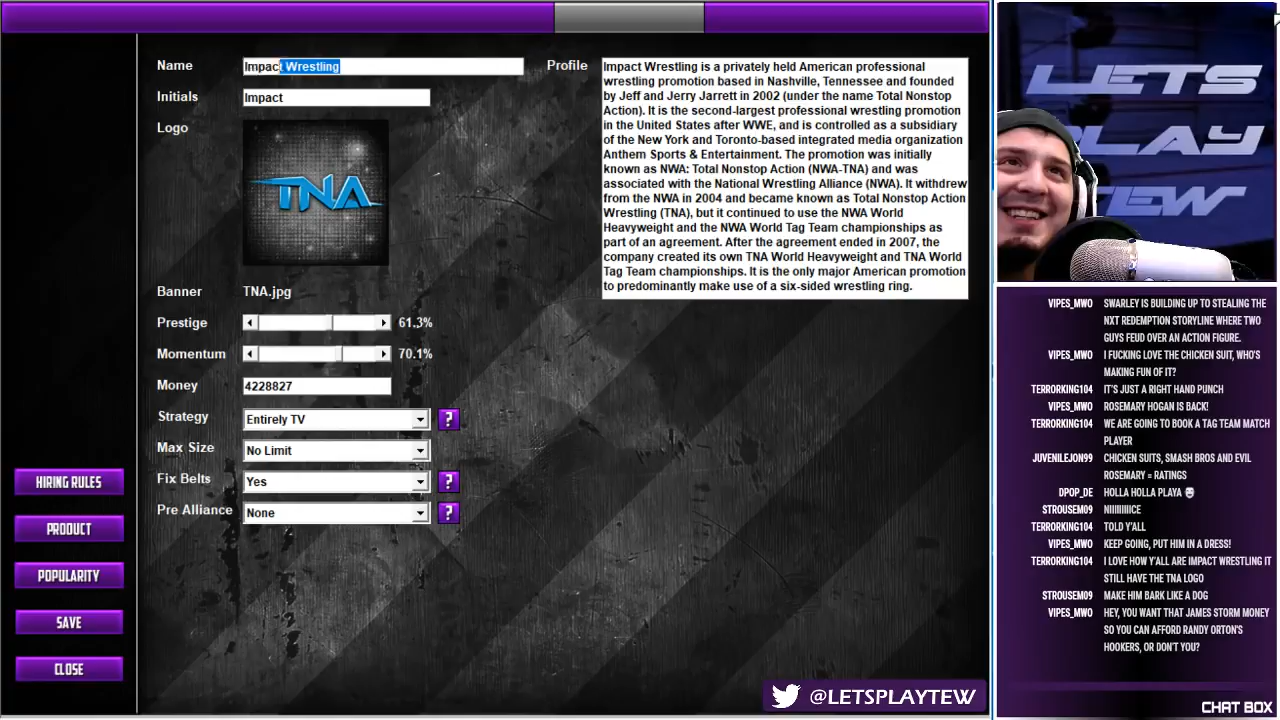 Name
Impact Wrestling
Initials
Impact
Logo
TNA
Banner
TNA.jpg
Prestige
61.3%
Momentum
70.1%
Money
4228827
Strategy
Entirely TV
?
Max Size
No Limit
Fix Belts
Yes
?
Pre Alliance
None
?
HIRING RULES
PRODUCT
POPULARITY
SAVE
CLOSE
Profile
Impact Wrestling is a privately held American professional
wrestling promotion based in Nashville, Tennessee and founded
by Jeff and Jerry Jarrett in 2002 (under the name Total Nonstop
Action). It is the second-largest professional wrestling promotion
in the United States after WWE, and is controlled as a subsidiary
of the New York and Toronto-based integrated media organization
Anthem Sports & Entertainment. The promotion was initially
known as NWA: Total Nonstop Action (NWA-TNA) and was
associated with the National Wrestling Alliance (NWA). It withdrew
from the NWA in 2004 and became known as Total Nonstop Action
Wrestling (TNA), but it continued to use the NWA World
Heavyweight and the NWA World Tag Team championships as
part of an agreement. After the agreement ended in 2007, the
company created its own TNA World Heavyweight and TNA World
Tag Team championships. It is the only major American promotion
to predominantly make use of a six-sided wrestling ring.
@LETSPLAYTEW
LETS
PLAY
TEW
VIPES_MWO SWARLEY IS BUILDING UP TO STEALING THE
NXT REDEMPTION STORYLINE WHERE TWO
GUYS FEUD OVER AN ACTION FIGURE.
VIPES_MWO I FUCKING LOVE THE CHICKEN SUIT, WHO'S
MAKING FUN OF IT?
TERRORKING104 IT'S JUST A RIGHT HAND PUNCH
VIPES_MWO ROSEMARY HOGAN IS BACK!
TERRORKING104 WE ARE GOING TO BOOK A TAG TEAM MATCH
PLAYER
JUVENILEJON99 CHICKEN SUITS, SMASH BROS AND EVIL
ROSEMARY = RATINGS
DPOP_DE HOLLA HOLLA PLAYA
STROUSEM09 NIIIIIIIIICE
TERRORKING104 TOLD Y'ALL
VIPES_MWO KEEP GOING, PUT HIM IN A DRESS!
TERRORKING104 I LOVE HOW Y'ALL ARE IMPACT WRESTLING IT
STILL HAVE THE TNA LOGO
STROUSEM09 MAKE HIM BARK LIKE A DOG
VIPES_MWO HEY, YOU WANT THAT JAMES STORM MONEY
SO YOU CAN AFFORD RANDY ORTON'S
HOOKERS, OR DON'T YOU?
CHAT BOX